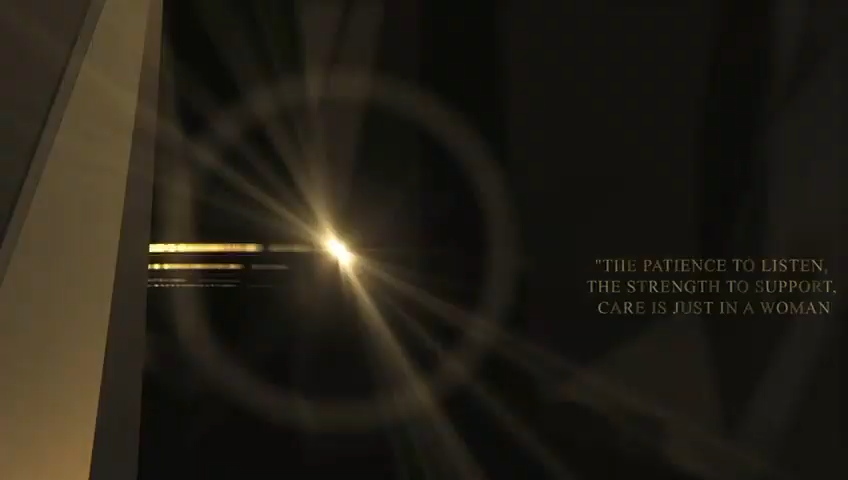 "THE PATIENCE TO LISTEN,
THE STRENGTH TO SUPPORT.
CARE IS JUST IN A WOMAN